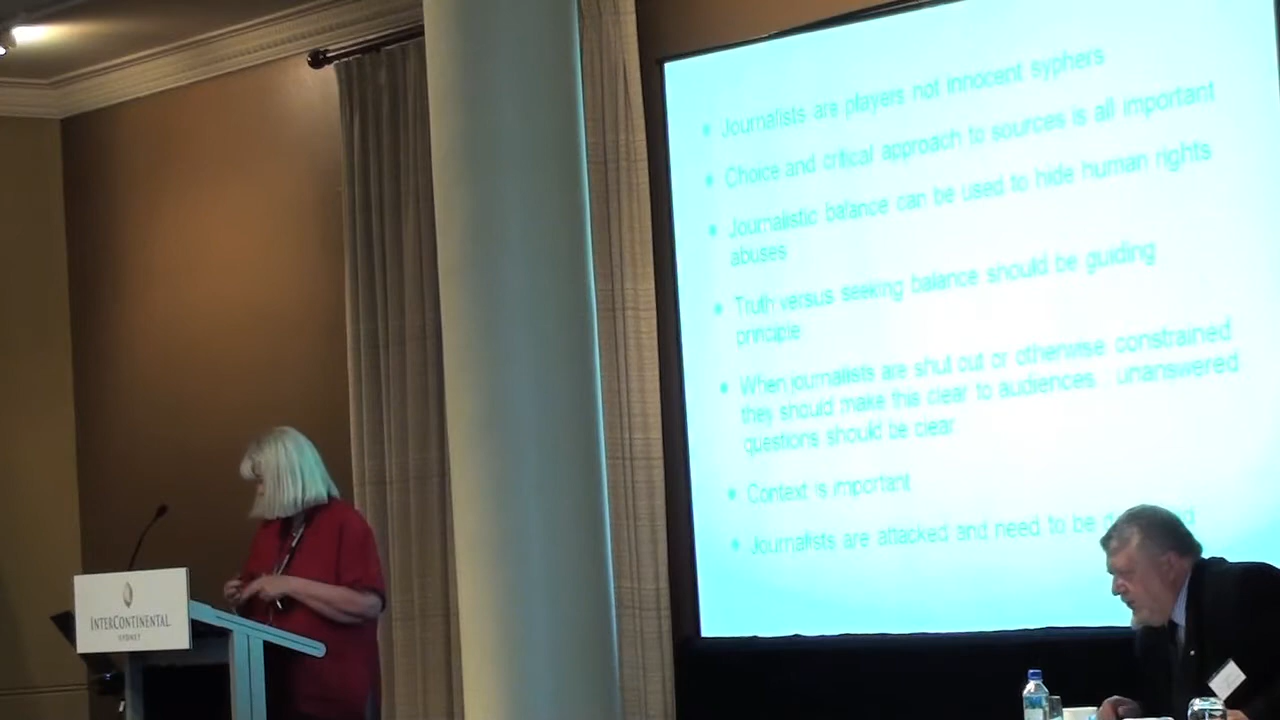 INTERCONTINENTAL
SYDNEY
Journalists are players not innocent syphers
Choice and critical approach to sources is all important
Journalistic balance can be used to hide human rights
abuses
Truth versus seeking balance should be guiding
principle
When journalists are shut out or otherwise constrained
they should make this clear to audiences : unanswered
questions should be clear
Context is important
Journalists are attacked and need to be